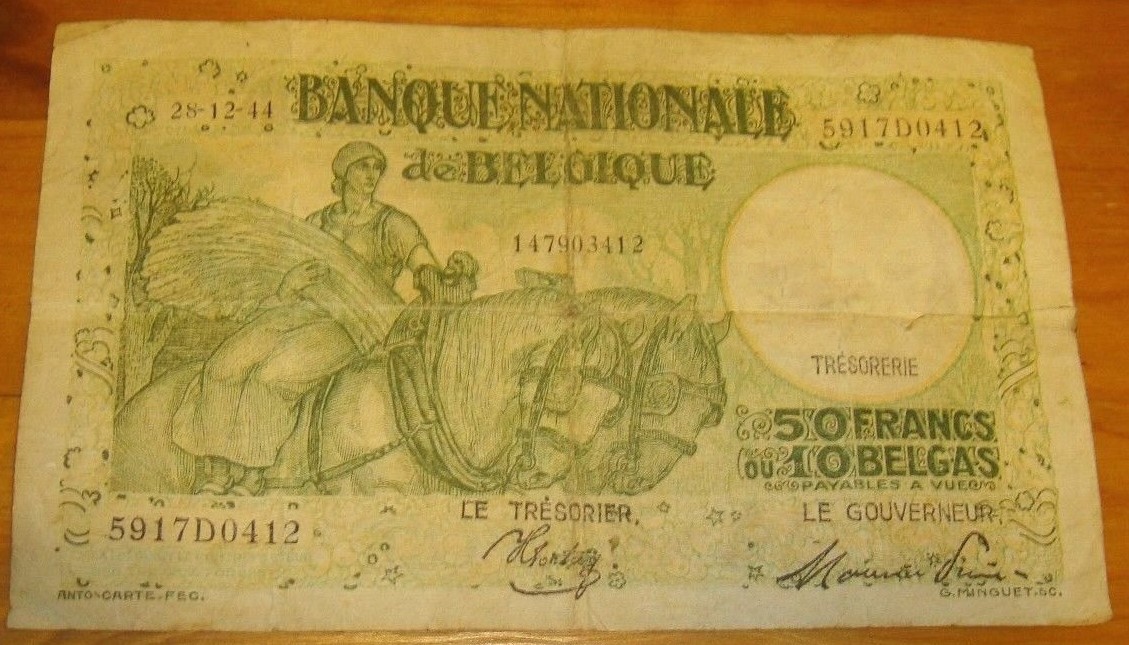 28-12-44
BANQUE NATIONALE
5917D0412
de BELGIQUE
147903412
TRÉSORERIE
50 FRANCS
OU 10 BELGAS
PAYABLES A VUE
LE TRÉSORIER,
LE GOUVERNEUR,
5917D0412
ANTO-CARTE-FEC.
G.MINGUET.SC.